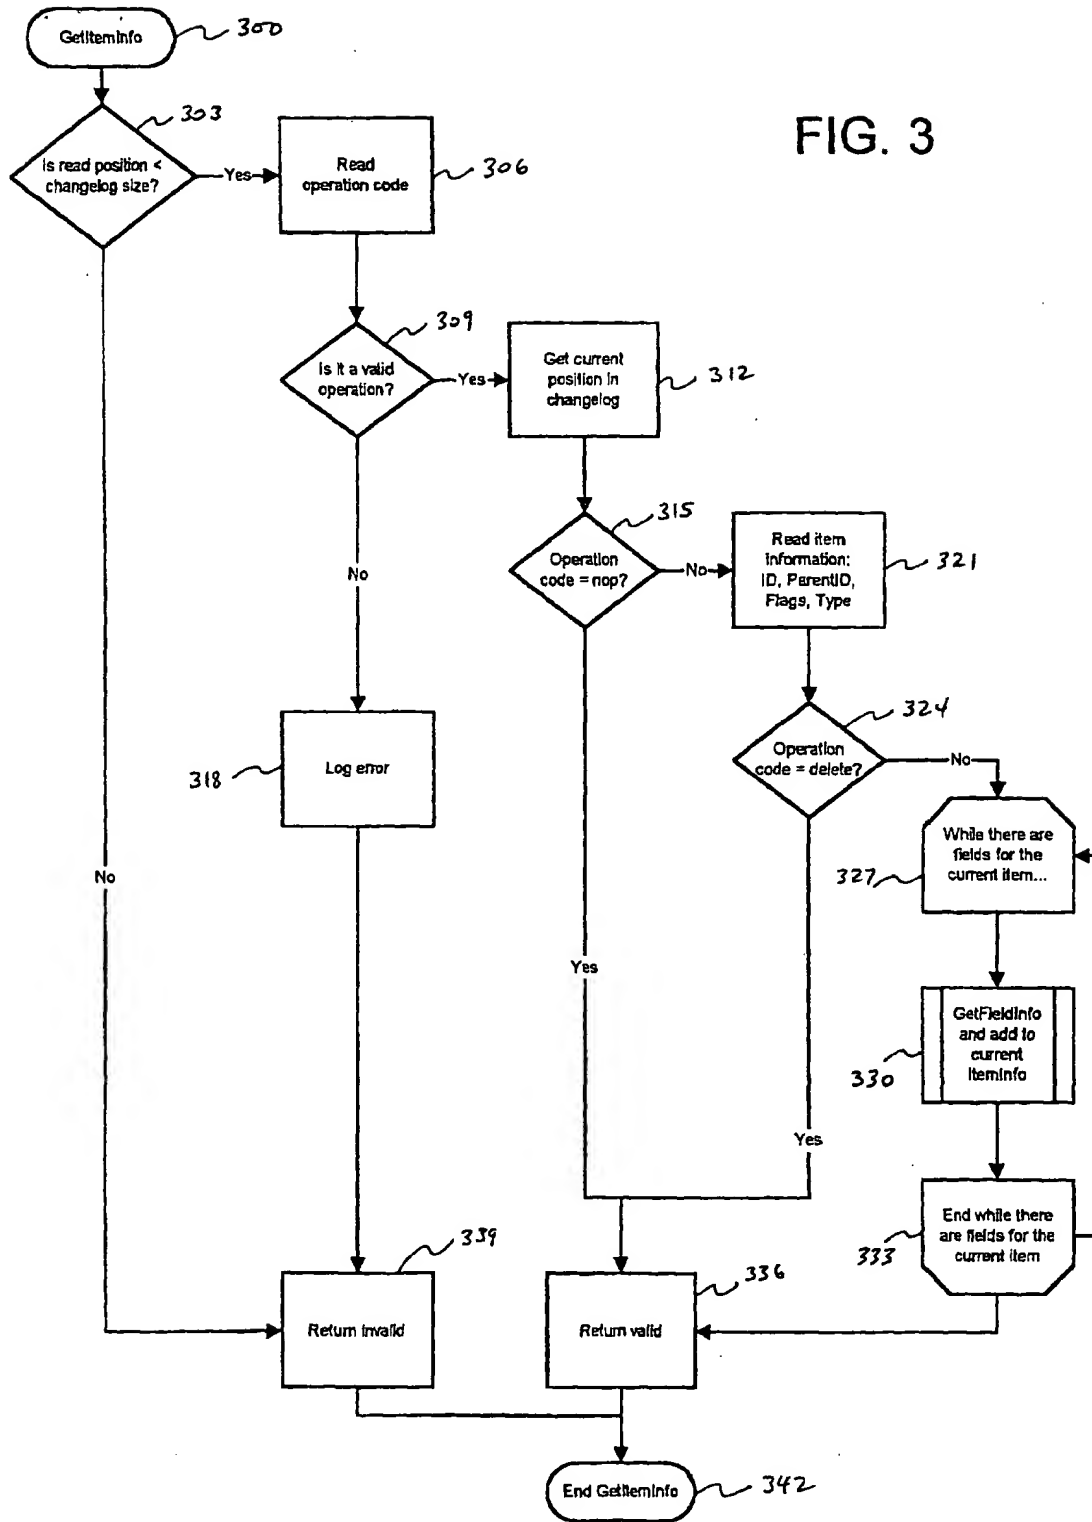 GetItemInfo
300
FIG. 3
303
Is read position <
changelog size?
Yes
Read
operation code
306
309
Is it a valid
operation?
Yes
Get current
position in
changelog
312
315
Operation
code = nop?
No
Read item
information:
ID, ParentID,
Flags, Type
321
No
324
Operation
code = delete?
No
318
Log error
While there are
fields for the
current item...
327
No
Yes
GetFieldInfo
and add to
current
ItemInfo
330
Yes
End while there
are fields for the
current item
333
339
Return invalid
336
Return valid
End GetItemInfo
342